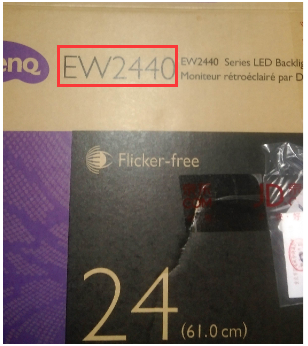 enQ
EW2440
EW2440 Series LED Backlig
Moniteur rétroéclairé par D
Flicker-free
24
(61.0 cm)